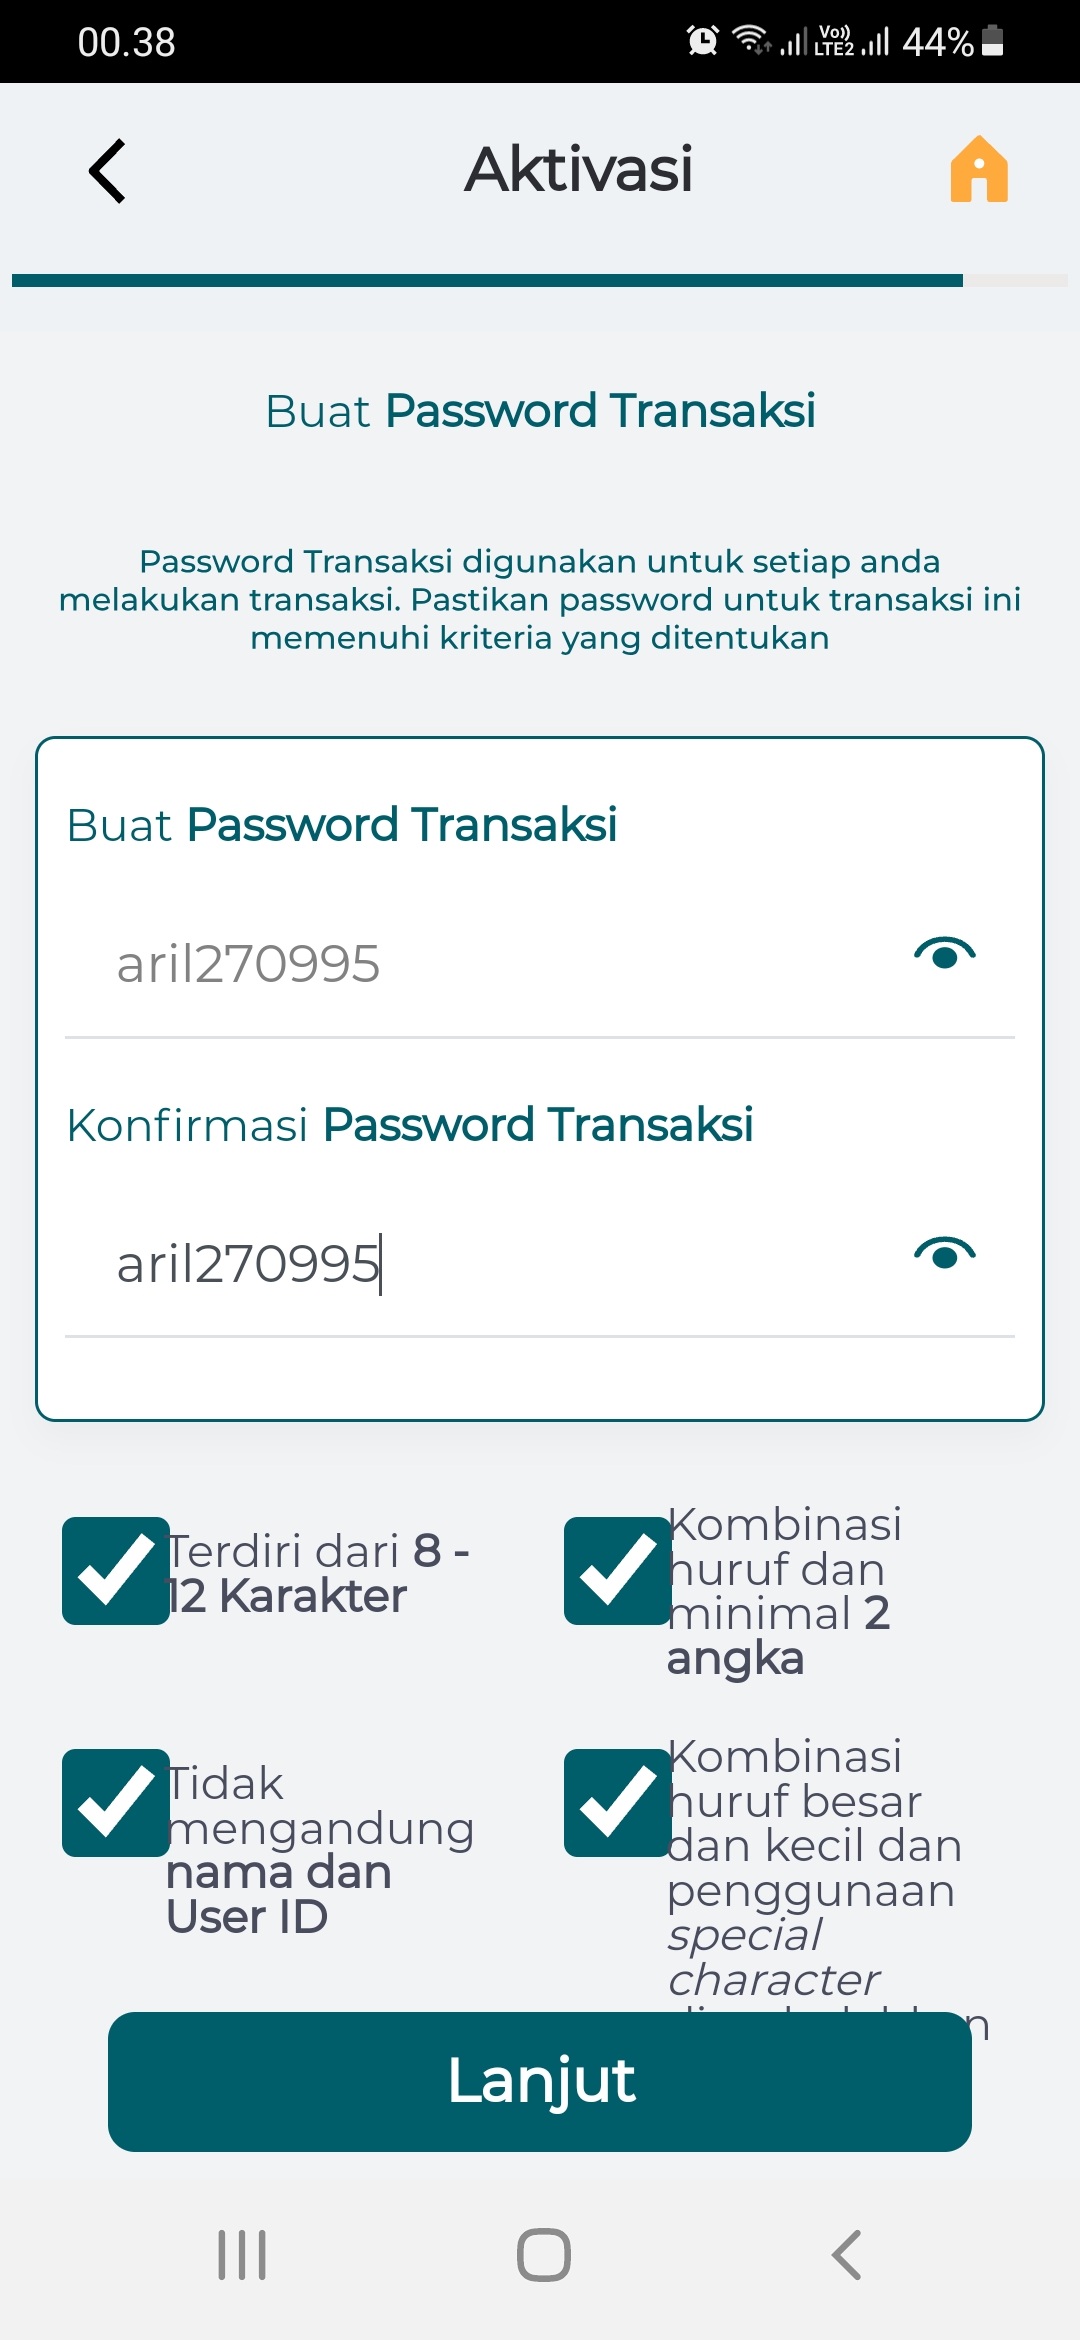 00.38
Vo))
LTE2
44%
Aktivasi
Buat Password Transaksi
Password Transaksi digunakan untuk setiap anda
melakukan transaksi. Pastikan password untuk transaksi ini
memenuhi kriteria yang ditentukan
Buat Password Transaksi
aril270995
Konfirmasi Password Transaksi
aril270995
Terdiri dari 8 -
12 Karakter
Kombinasi
huruf dan
minimal 2
angka
Tidak
mengandung
nama dan
User ID
Kombinasi
huruf besar
dan kecil dan
penggunaan
special
character
Lanjut